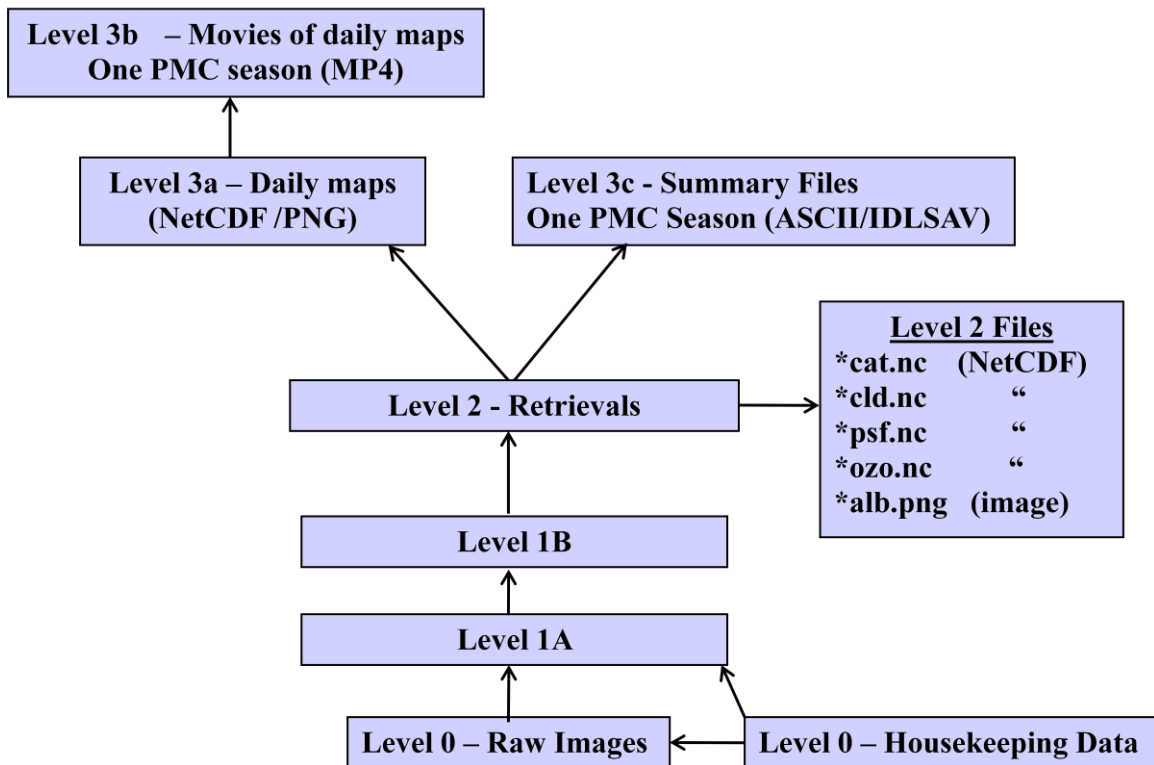 Level 3b – Movies of daily maps
One PMC season (MP4)
Level 3a – Daily maps
(NetCDF /PNG)
Level 3c - Summary Files
One PMC Season (ASCII/IDLSAV)
Level 2 Files
*cat.nc (NetCDF)
*cld.nc “
*psf.nc “
*ozo.nc “
*alb.png (image)
Level 2 - Retrievals
Level 1B
Level 1A
Level 0 – Raw Images
Level 0 – Housekeeping Data